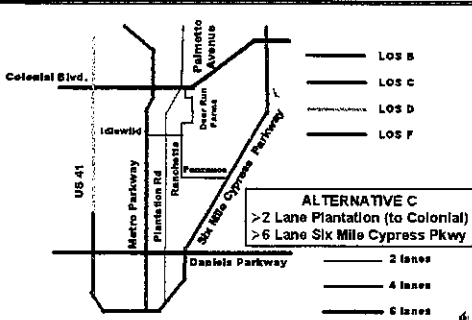 Palmetto
Avenue
Colonial Blvd.
Deer Run
Farms
Idlewild
US 41
Metro Parkway
Plantation Rd
Ranchette
Penzance
Six Mile Cypress Parkway
Daniels Parkway
LOS B
LOS C
LOS D
LOS F
ALTERNATIVE C
>2 Lane Plantation (to Colonial)
>6 Lane Six Mile Cypress Pkwy
2 lanes
4 lanes
6 lanes